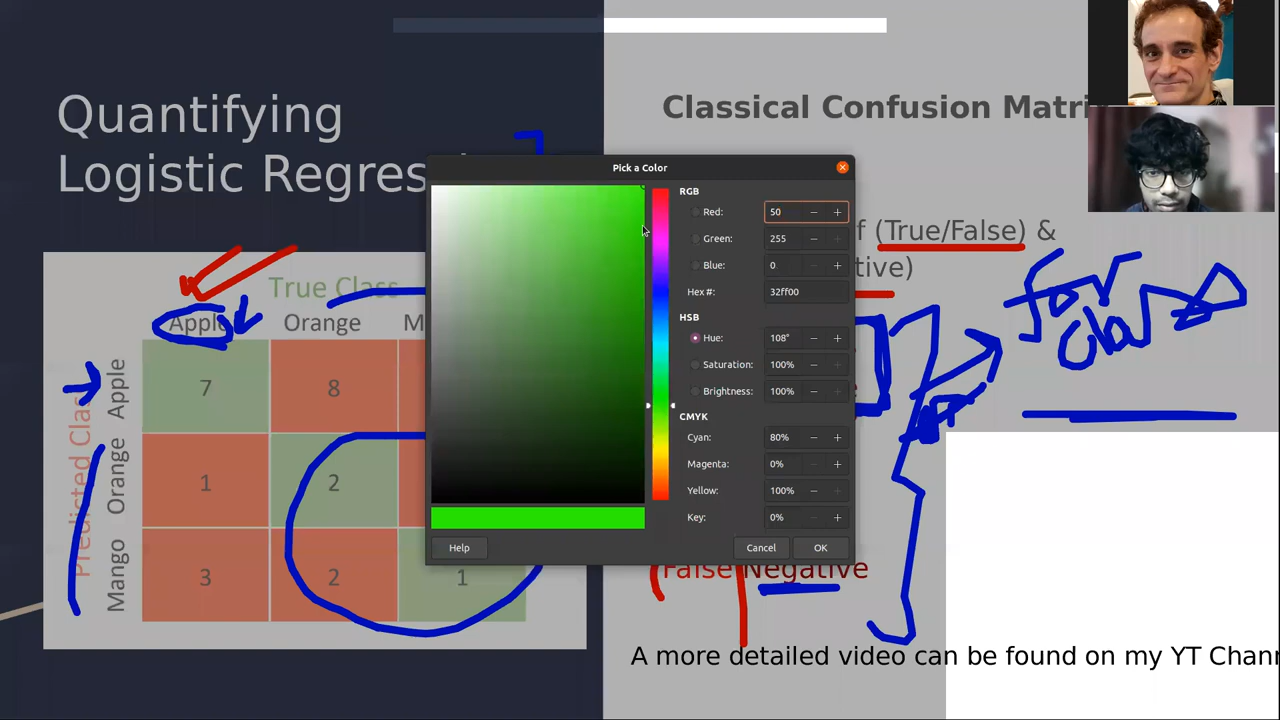 Quantifying
Logistic Regres
Classical Confusion Matri
f (True/False) &
tive)
True Class
Apple Orange M
Predicted Clas
Apple
7 8
Orange
1 2
Mango
3 2 1
Pick a Color
RGB
Red: 50
Green: 255
Blue: 0
Hex #: 32ff00
HSB
Hue: 108°
Saturation: 100%
Brightness: 100%
CMYK
Cyan: 80%
Magenta: 0%
Yellow: 100%
Key: 0%
Help Cancel OK
for
False Negative
A more detailed video can be found on my YT Chann